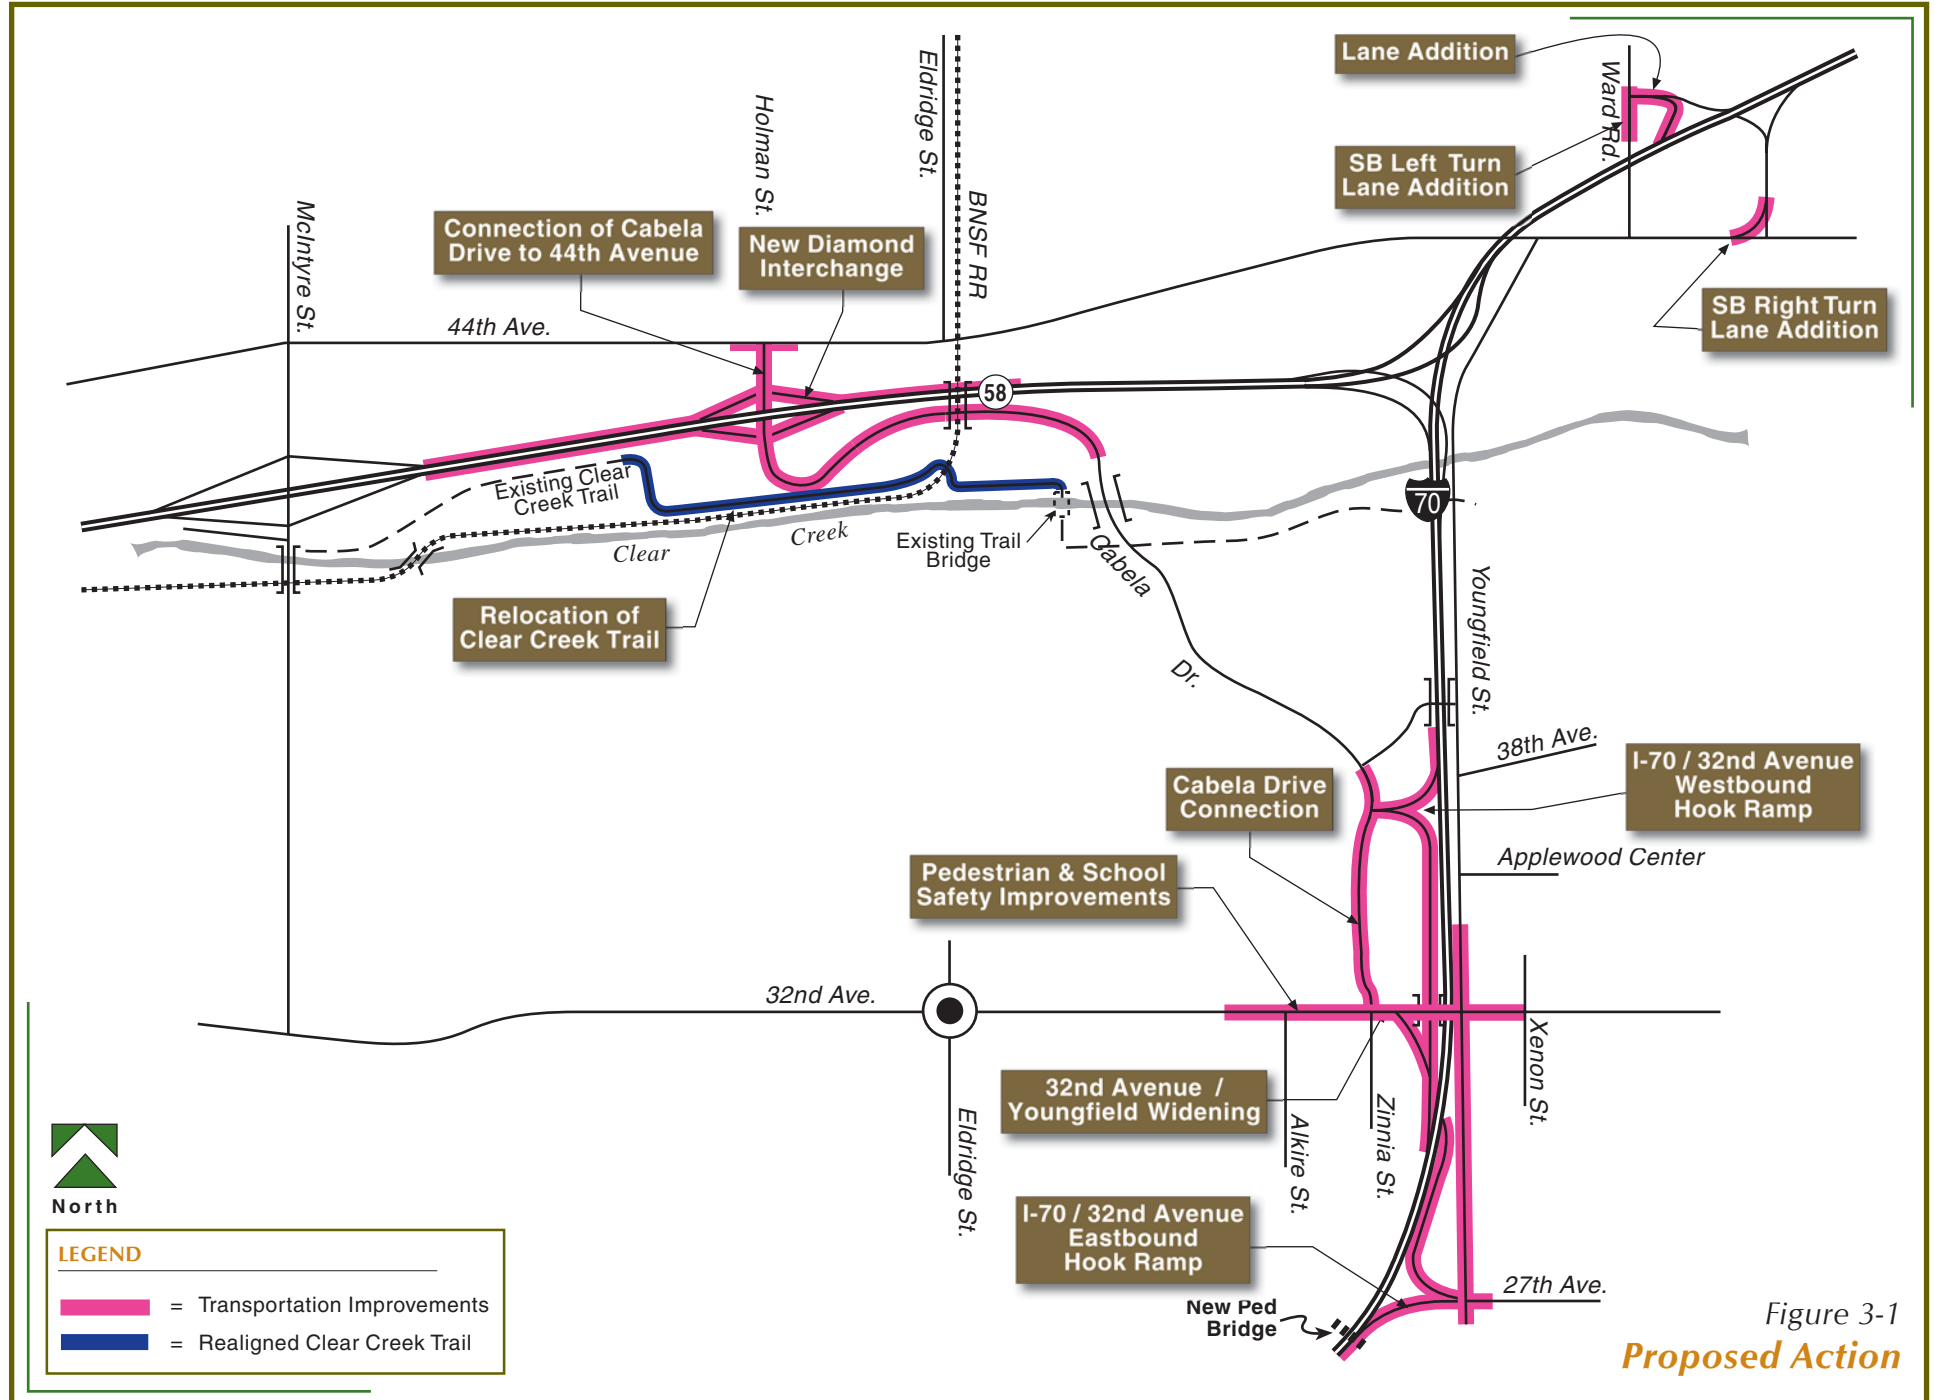 Lane Addition
Ward Rd.
SB Left Turn
Lane Addition
SB Right Turn
Lane Addition
Eldridge St.
BNSF RR
Holman St.
McIntyre St.
Connection of Cabela
Drive to 44th Avenue
New Diamond
Interchange
44th Ave.
58
Existing Clear
Creek Trail
Clear
Creek
Existing Trail
Bridge
Cabela
Dr.
70
Youngfield St.
Relocation of
Clear Creek Trail
38th Ave.
I-70 / 32nd Avenue
Westbound
Hook Ramp
Cabela Drive
Connection
Applewood Center
Pedestrian & School
Safety Improvements
32nd Ave.
Xenon St.
32nd Avenue /
Youngfield Widening
Zinnia St.
Alkire St.
Eldridge St.
I-70 / 32nd Avenue
Eastbound
Hook Ramp
27th Ave.
New Ped
Bridge
North
LEGEND
= Transportation Improvements
= Realigned Clear Creek Trail
Figure 3-1
Proposed Action